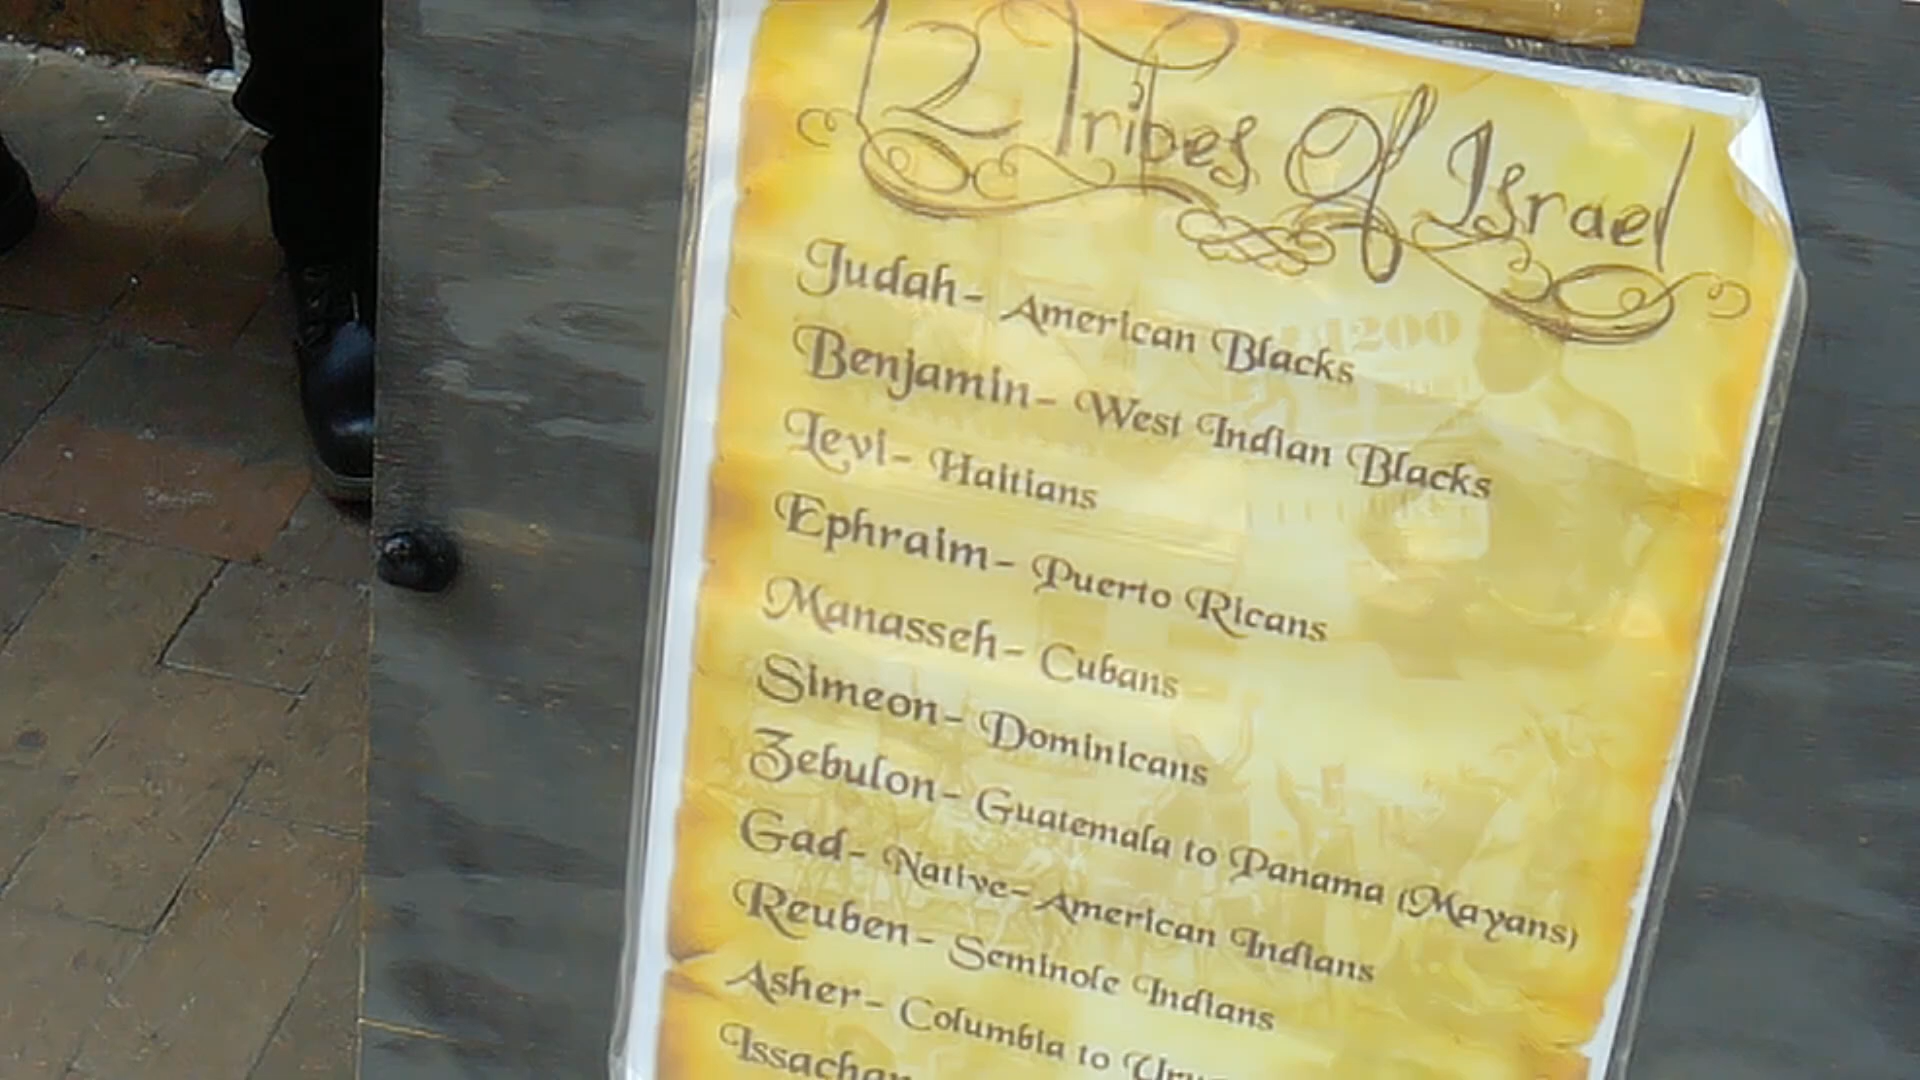 12 Tribes Of Israel
Judah- American Blacks
Benjamin- West Indian Blacks
Levi- Haitians
Ephraim- Puerto Ricans
Manasseh- Cubans
Simeon- Dominicans
Zebulon- Guatemala to Panama (Mayans)
Gad- Native-American Indians
Reuben- Seminole Indians
Asher- Columbia to
Issachar